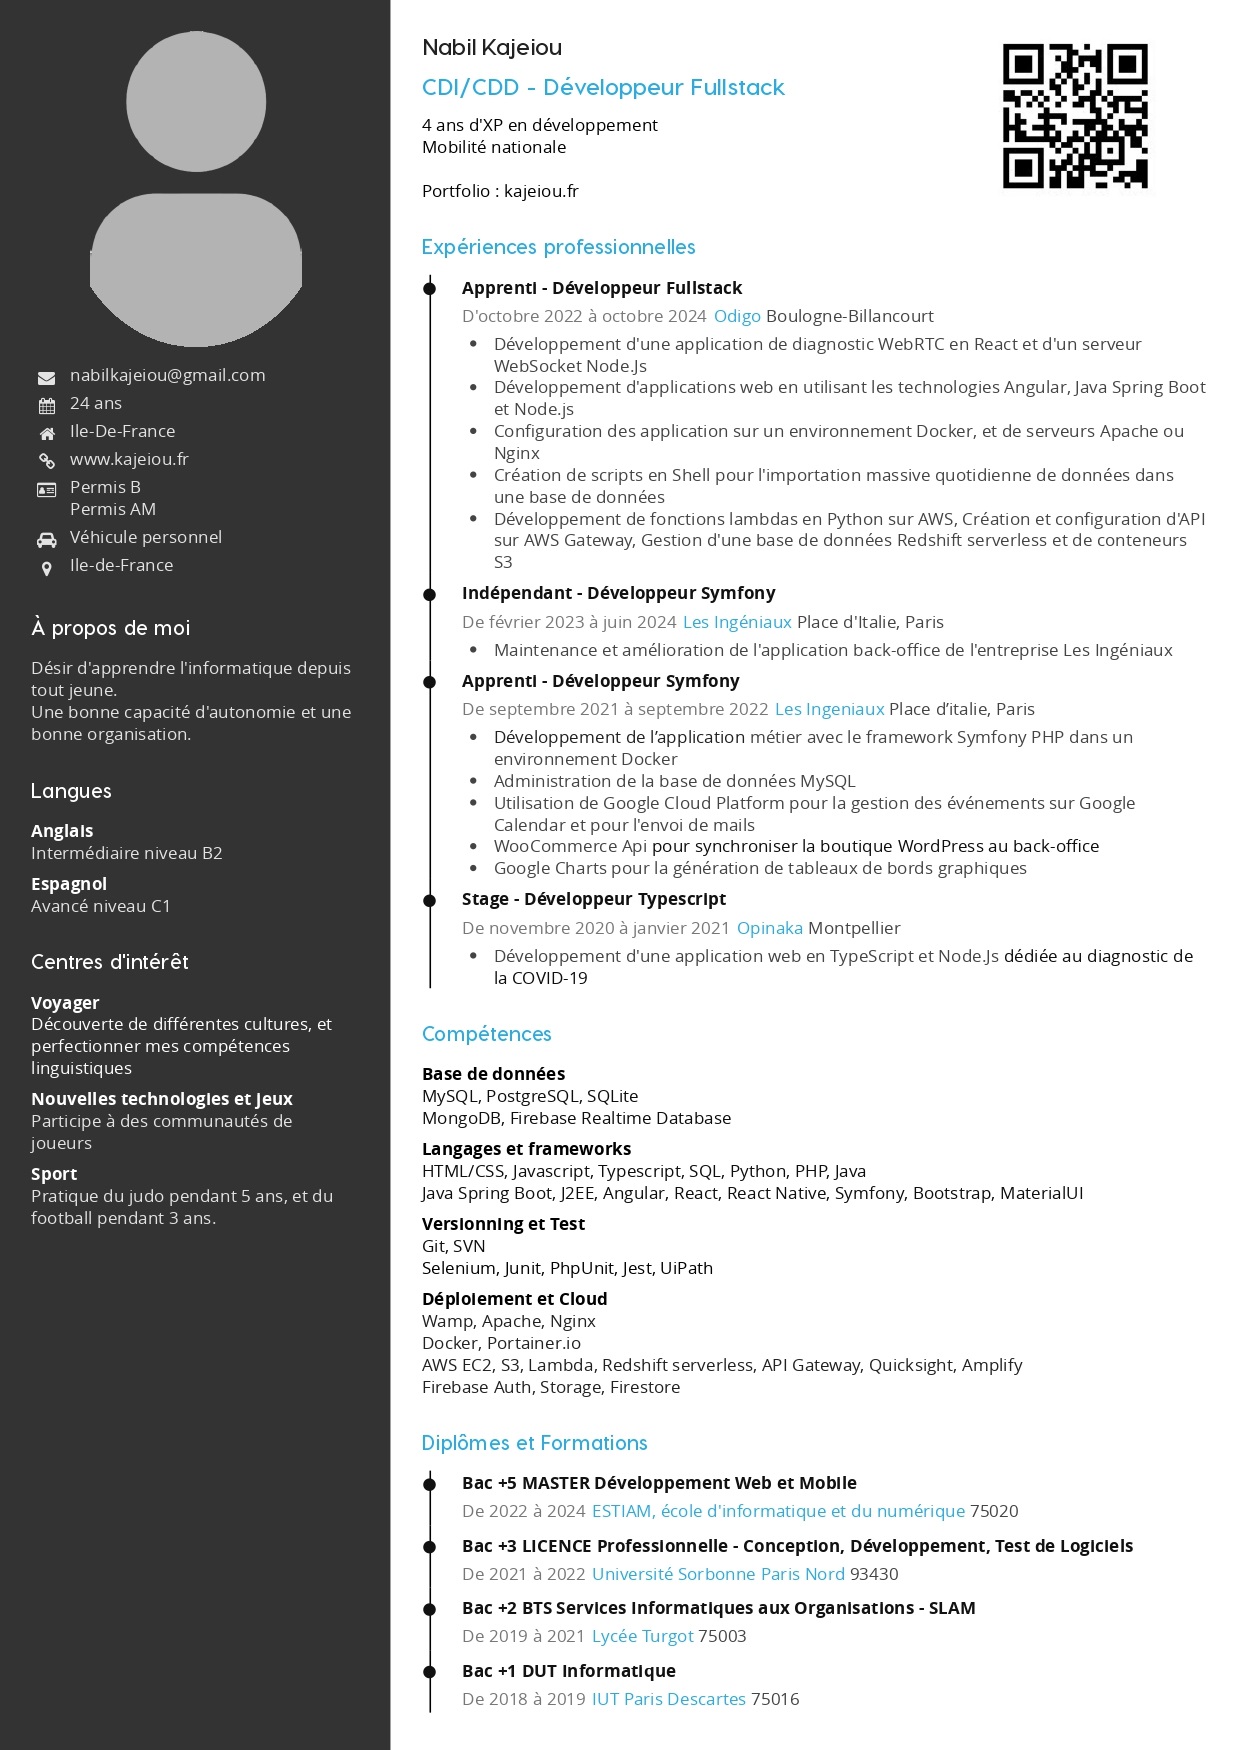 nabilkajeiou@gmail.com
24 ans
Ile-De-France
www.kajeiou.fr
Permis B
Permis AM
Véhicule personnel
Ile-de-France
À propos de moi
Désir d'apprendre l'informatique depuis
tout jeune.
Une bonne capacité d'autonomie et une
bonne organisation.
Langues
Anglais
Intermédiaire niveau B2
Espagnol
Avancé niveau C1
Centres d'intérêt
Voyager
Découverte de différentes cultures, et
perfectionner mes compétences
linguistiques
Nouvelles technologies et jeux
Participe à des communautés de
joueurs
Sport
Pratique du judo pendant 5 ans, et du
football pendant 3 ans.
Nabil Kajeiou
CDI/CDD - Développeur Fullstack
4 ans d'XP en développement
Mobilité nationale
Portfolio : kajeiou.fr
Expériences professionnelles
Apprenti - Développeur Fullstack
D'octobre 2022 à octobre 2024 Odigo Boulogne-Billancourt
• Développement d'une application de diagnostic WebRTC en React et d'un serveur
WebSocket Node.Js
• Développement d'applications web en utilisant les technologies Angular, Java Spring Boot
et Node.js
• Configuration des application sur un environnement Docker, et de serveurs Apache ou
Nginx
• Création de scripts en Shell pour l'importation massive quotidienne de données dans
une base de données
• Développement de fonctions lambdas en Python sur AWS, Création et configuration d'API
sur AWS Gateway, Gestion d'une base de données Redshift serverless et de conteneurs
S3
Indépendant - Développeur Symfony
De février 2023 à juin 2024 Les Ingéniaux Place d'Italie, Paris
• Maintenance et amélioration de l'application back-office de l'entreprise Les Ingéniaux
Apprenti - Développeur Symfony
De septembre 2021 à septembre 2022 Les Ingeniaux Place d’italie, Paris
• Développement de l’application métier avec le framework Symfony PHP dans un
environnement Docker
• Administration de la base de données MySQL
• Utilisation de Google Cloud Platform pour la gestion des événements sur Google
Calendar et pour l'envoi de mails
• WooCommerce Api pour synchroniser la boutique WordPress au back-office
• Google Charts pour la génération de tableaux de bords graphiques
Stage - Développeur Typescript
De novembre 2020 à janvier 2021 Opinaka Montpellier
• Développement d'une application web en TypeScript et Node.Js dédiée au diagnostic de
la COVID-19
Compétences
Base de données
MySQL, PostgreSQL, SQLite
MongoDB, Firebase Realtime Database
Langages et frameworks
HTML/CSS, Javascript, Typescript, SQL, Python, PHP, Java
Java Spring Boot, J2EE, Angular, React, React Native, Symfony, Bootstrap, MaterialUI
Versionning et Test
Git, SVN
Selenium, Junit, PhpUnit, Jest, UiPath
Déploiement et Cloud
Wamp, Apache, Nginx
Docker, Portainer.io
AWS EC2, S3, Lambda, Redshift serverless, API Gateway, Quicksight, Amplify
Firebase Auth, Storage, Firestore
Diplômes et Formations
Bac +5 MASTER Développement Web et Mobile
De 2022 à 2024 ESTIAM, école d'informatique et du numérique 75020
Bac +3 LICENCE Professionnelle - Conception, Développement, Test de Logiciels
De 2021 à 2022 Université Sorbonne Paris Nord 93430
Bac +2 BTS Services Informatiques aux Organisations - SLAM
De 2019 à 2021 Lycée Turgot 75003
Bac +1 DUT Informatique
De 2018 à 2019 IUT Paris Descartes 75016